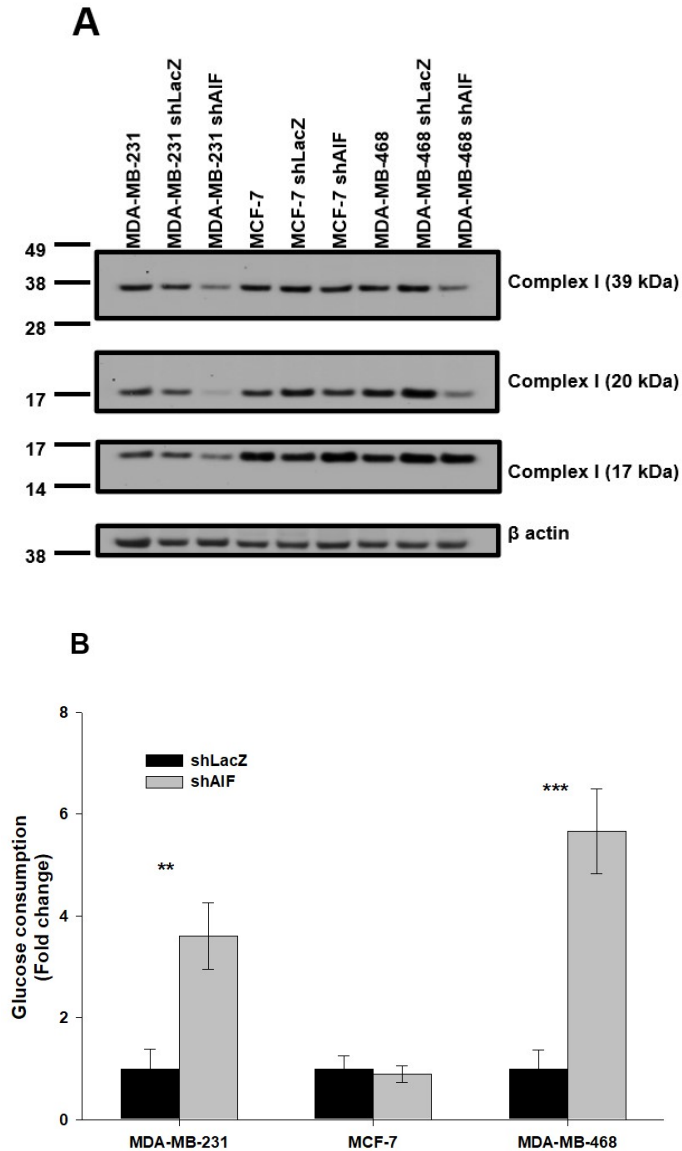 A
MDA-MB-231
MDA-MB-231 shLacZ
MDA-MB-231 shAIF
MCF-7
MCF-7 shLacZ
MCF-7 shAIF
MDA-MB-468
MDA-MB-468 shLacZ
MDA-MB-468 shAIF
49
38
28
Complex I (39 kDa)
17
Complex I (20 kDa)
17
14
Complex I (17 kDa)
38
β actin
B
8
6
4
2
0
Glucose consumption
(Fold change)
shLacZ
shAIF
**
***
MDA-MB-231
MCF-7
MDA-MB-468